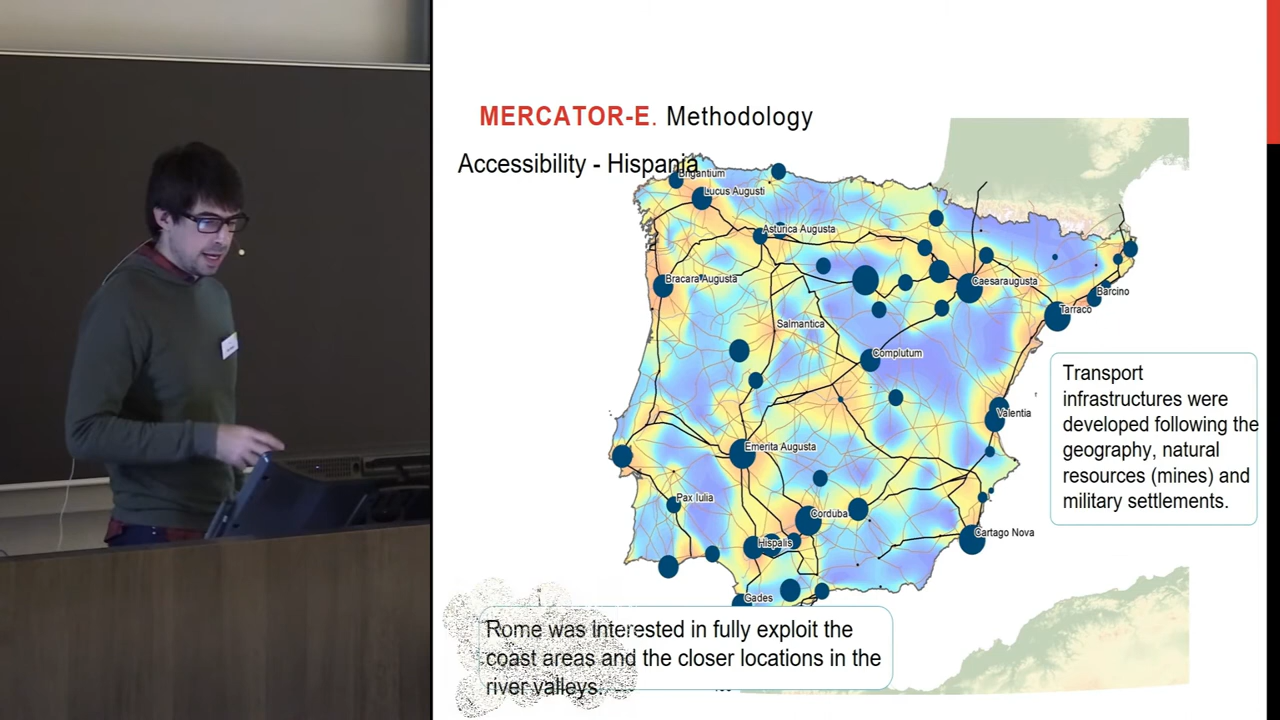 MERCATOR-E. Methodology
Accessibility - Hispania
Brigantium
Lucus Augusti
Asturica Augusta
Bracara Augusta
Caesaraugusta
Barcino
Tarraco
Salmantica
Complutum
Valentia
Emerita Augusta
Pax Iulia
Corduba
Hispalis
Cartago Nova
Gades
Transport
infrastructures were
developed following the
geography, natural
resources (mines) and
military settlements.
Rome was interested in fully exploit the
coast areas and the closer locations in the
river valleys.